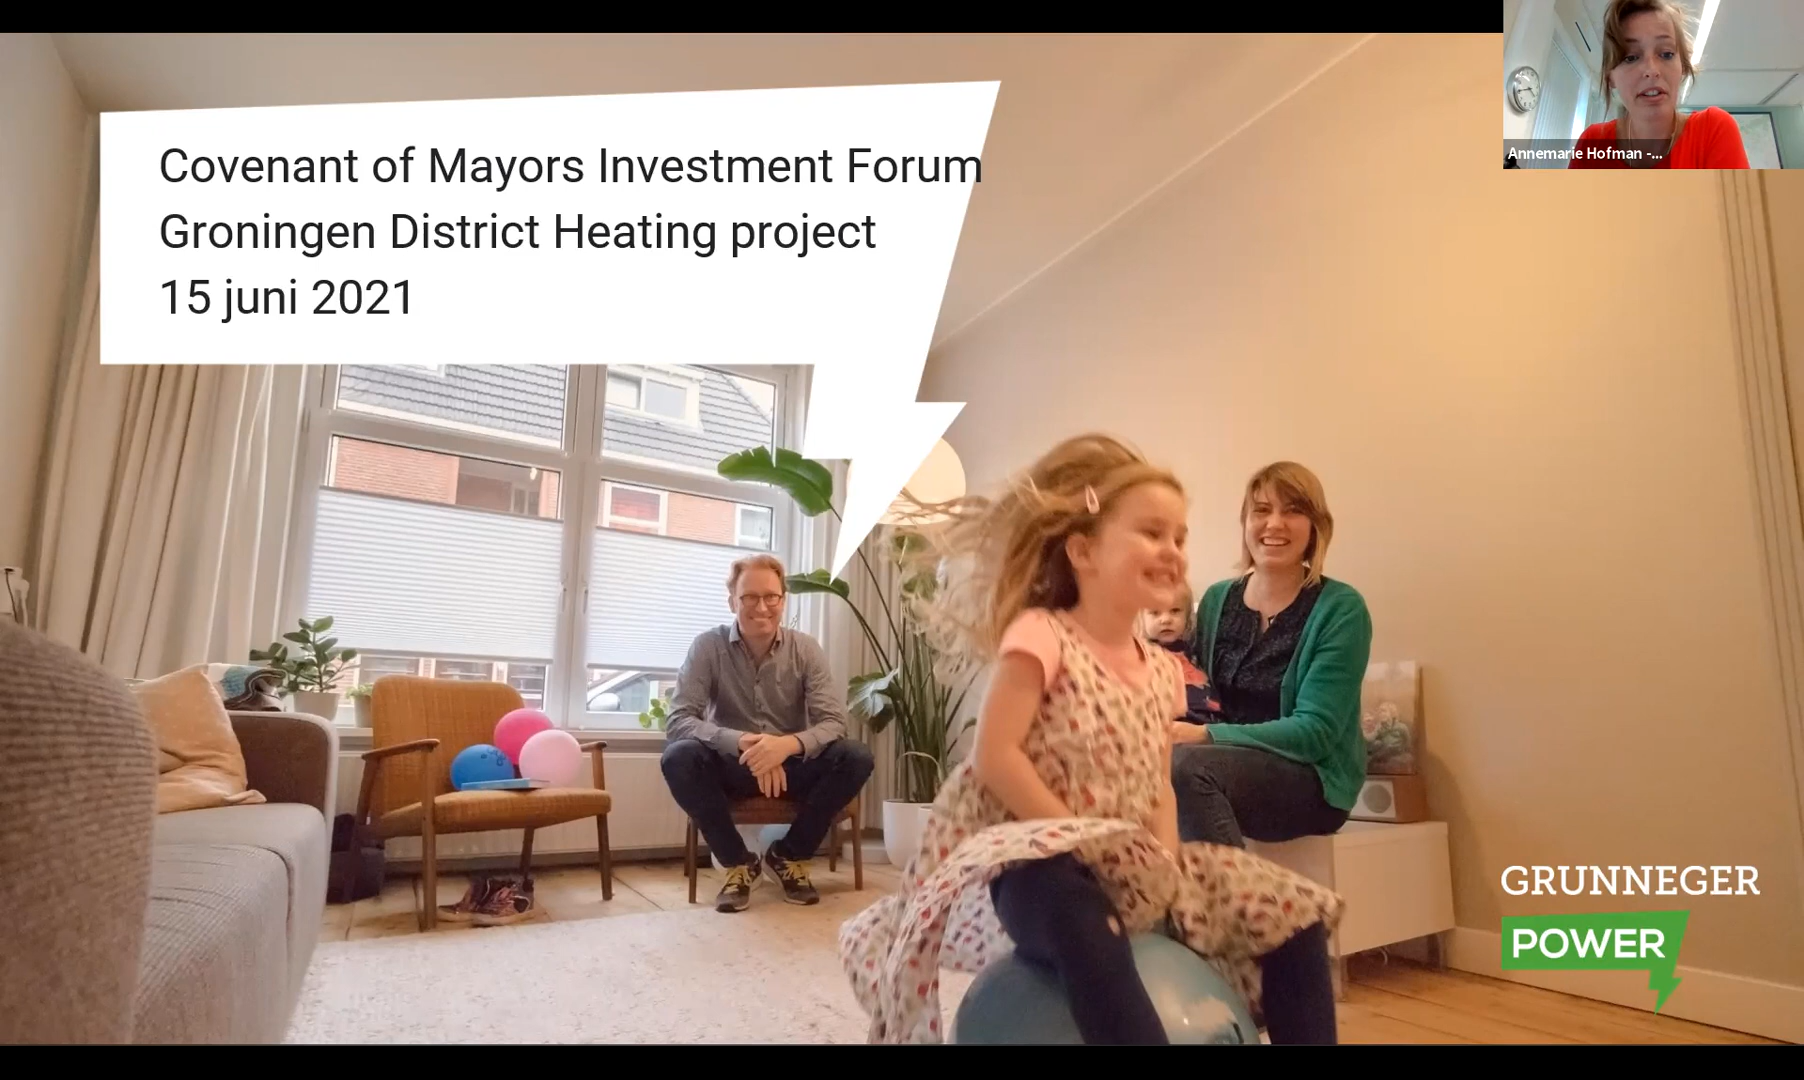 Covenant of Mayors Investment Forum
Groningen District Heating project
15 juni 2021
Annemarie Hofman -...
GRUNNEGER
POWER